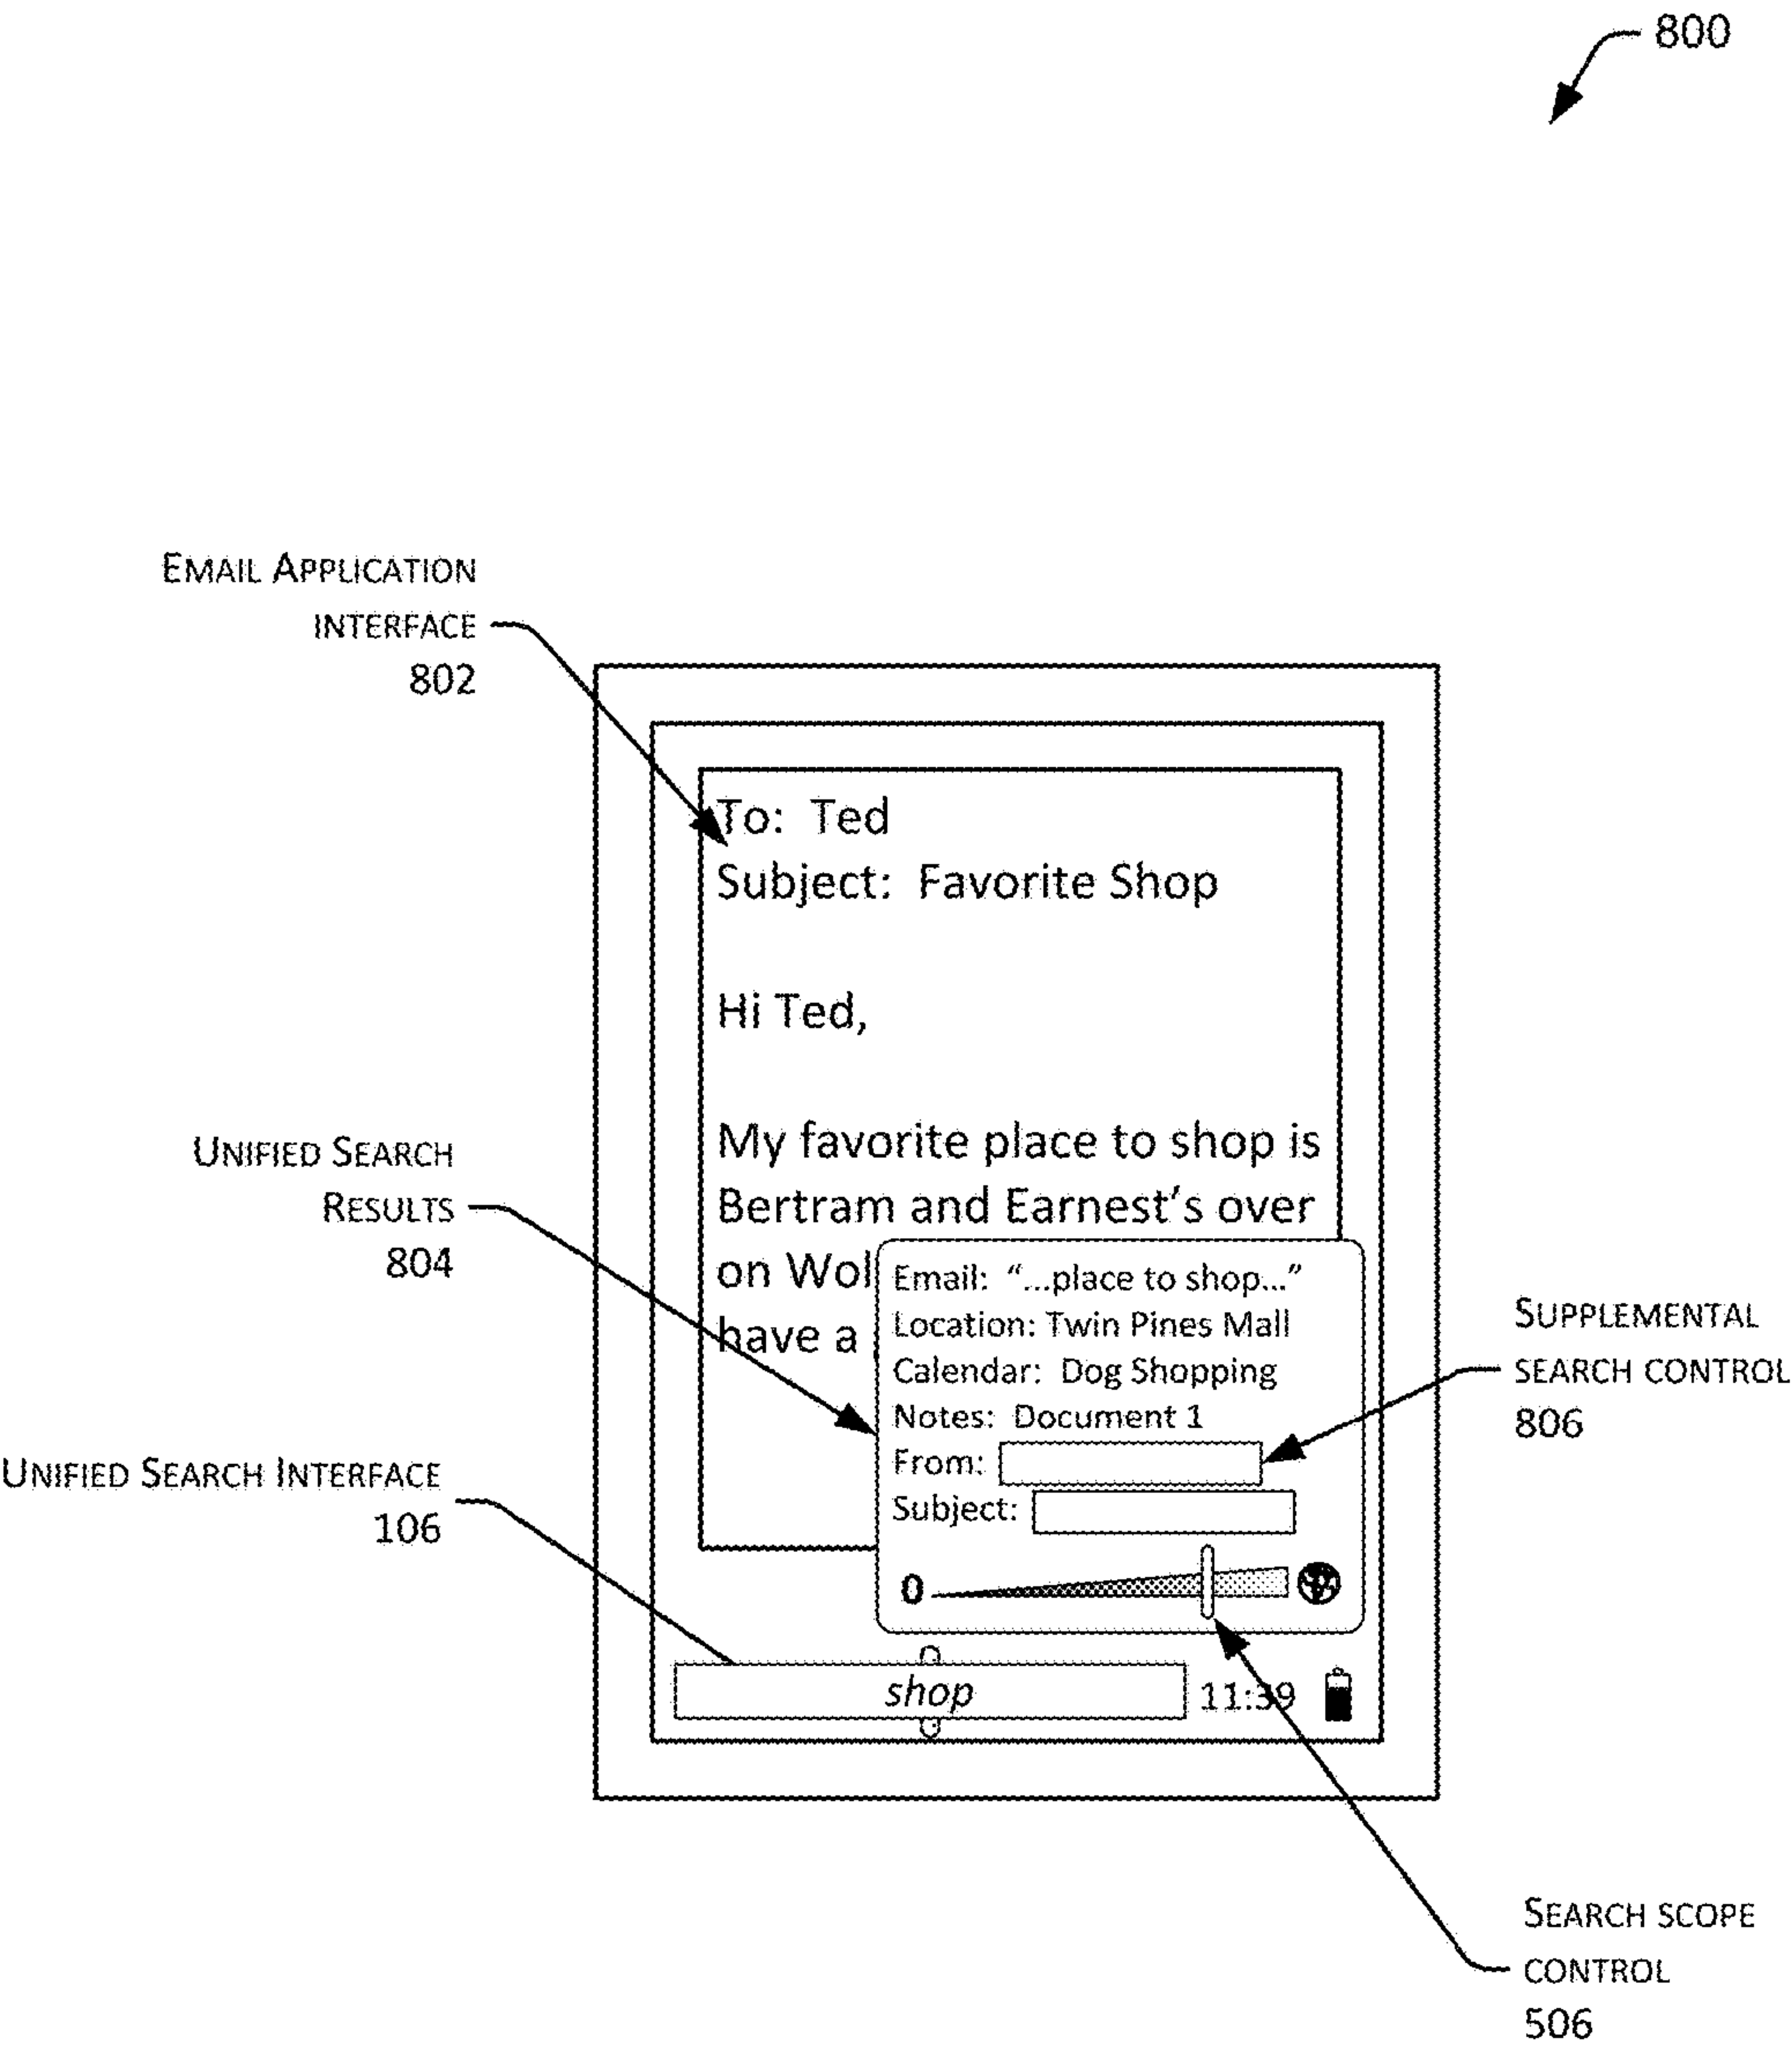 800
EMAIL APPLICATION
INTERFACE
802
To: Ted
Subject: Favorite Shop
Hi Ted,
My favorite place to shop is
Bertram and Earnest's over
on Wol
have a
UNIFIED SEARCH
RESULTS
804
Email: “...place to shop...”
Location: Twin Pines Mall
Calendar: Dog Shopping
Notes: Document 1
From:
Subject:
0
SUPPLEMENTAL
SEARCH CONTROL
806
UNIFIED SEARCH INTERFACE
106
shop
11:39
SEARCH SCOPE
CONTROL
506